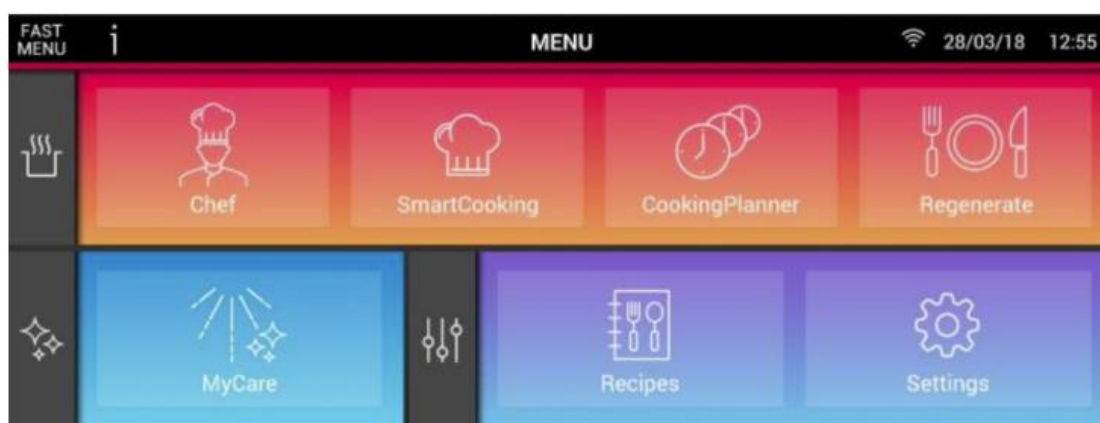 FAST
MENU
i
MENU
28/03/18 12:55
Chef
SmartCooking
CookingPlanner
Regenerate
MyCare
Recipes
Settings